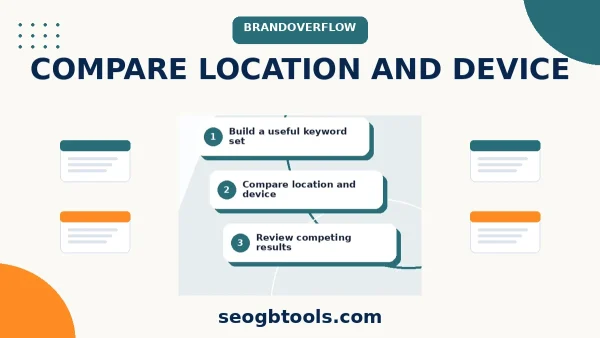 BRANDOVERFLOW
COMPARE LOCATION AND DEVICE
1 Build a useful keyword
set
2 Compare location and
device
3 Review competing
results
seogbtools.com